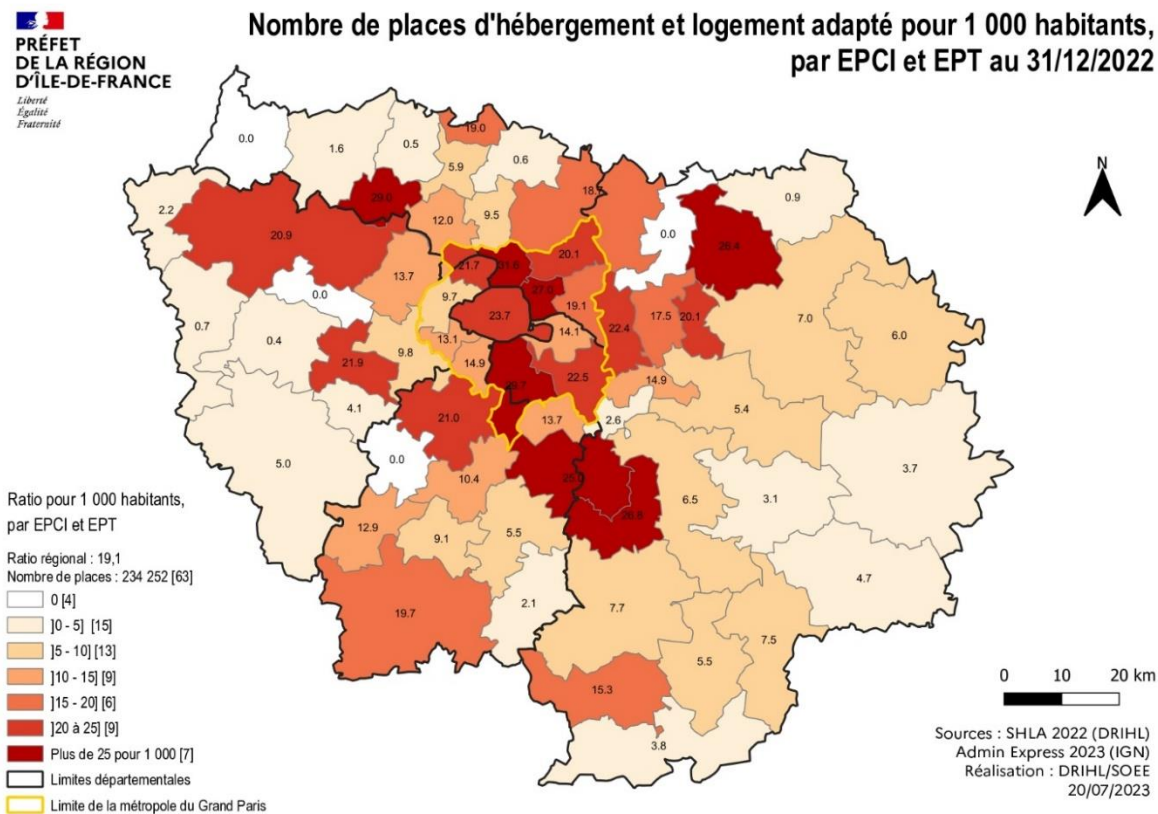 PRÉFET
DE LA RÉGION
D'ÎLE-DE-FRANCE
Liberté
Égalité
Fraternité
Nombre de places d'hébergement et logement adapté pour 1 000 habitants,
par EPCI et EPT au 31/12/2022
N
0.0
1.6
0.5
19.0
5.9
0.6
18.7
0.9
2.2
29.0
12.0
9.5
0.0
26.4
20.9
20.1
21.7
31.6
13.7
27.0
0.0
9.7
19.1
7.0
6.0
0.7
23.7
22.4
17.5
20.1
0.4
13.1
14.1
9.8
21.9
14.9
22.5
14.9
4.1
5.4
21.0
13.7
2.6
5.0
0.0
3.7
10.4
6.5
3.1
26.8
12.9
9.1
5.5
4.7
19.7
2.1
7.7
7.5
5.5
15.3
3.8
Ratio pour 1 000 habitants,
par EPCI et EPT
Ratio régional : 19,1
Nombre de places : 234 252 [63]
0 [4]
]0 - 5] [15]
]5 - 10] [13]
]10 - 15] [9]
]15 - 20] [6]
]20 à 25] [9]
Plus de 25 pour 1 000 [7]
Limites départementales
Limite de la métropole du Grand Paris
0 10 20 km
Sources : SHLA 2022 (DRIHL)
Admin Express 2023 (IGN)
Réalisation : DRIHL/SOEE
20/07/2023